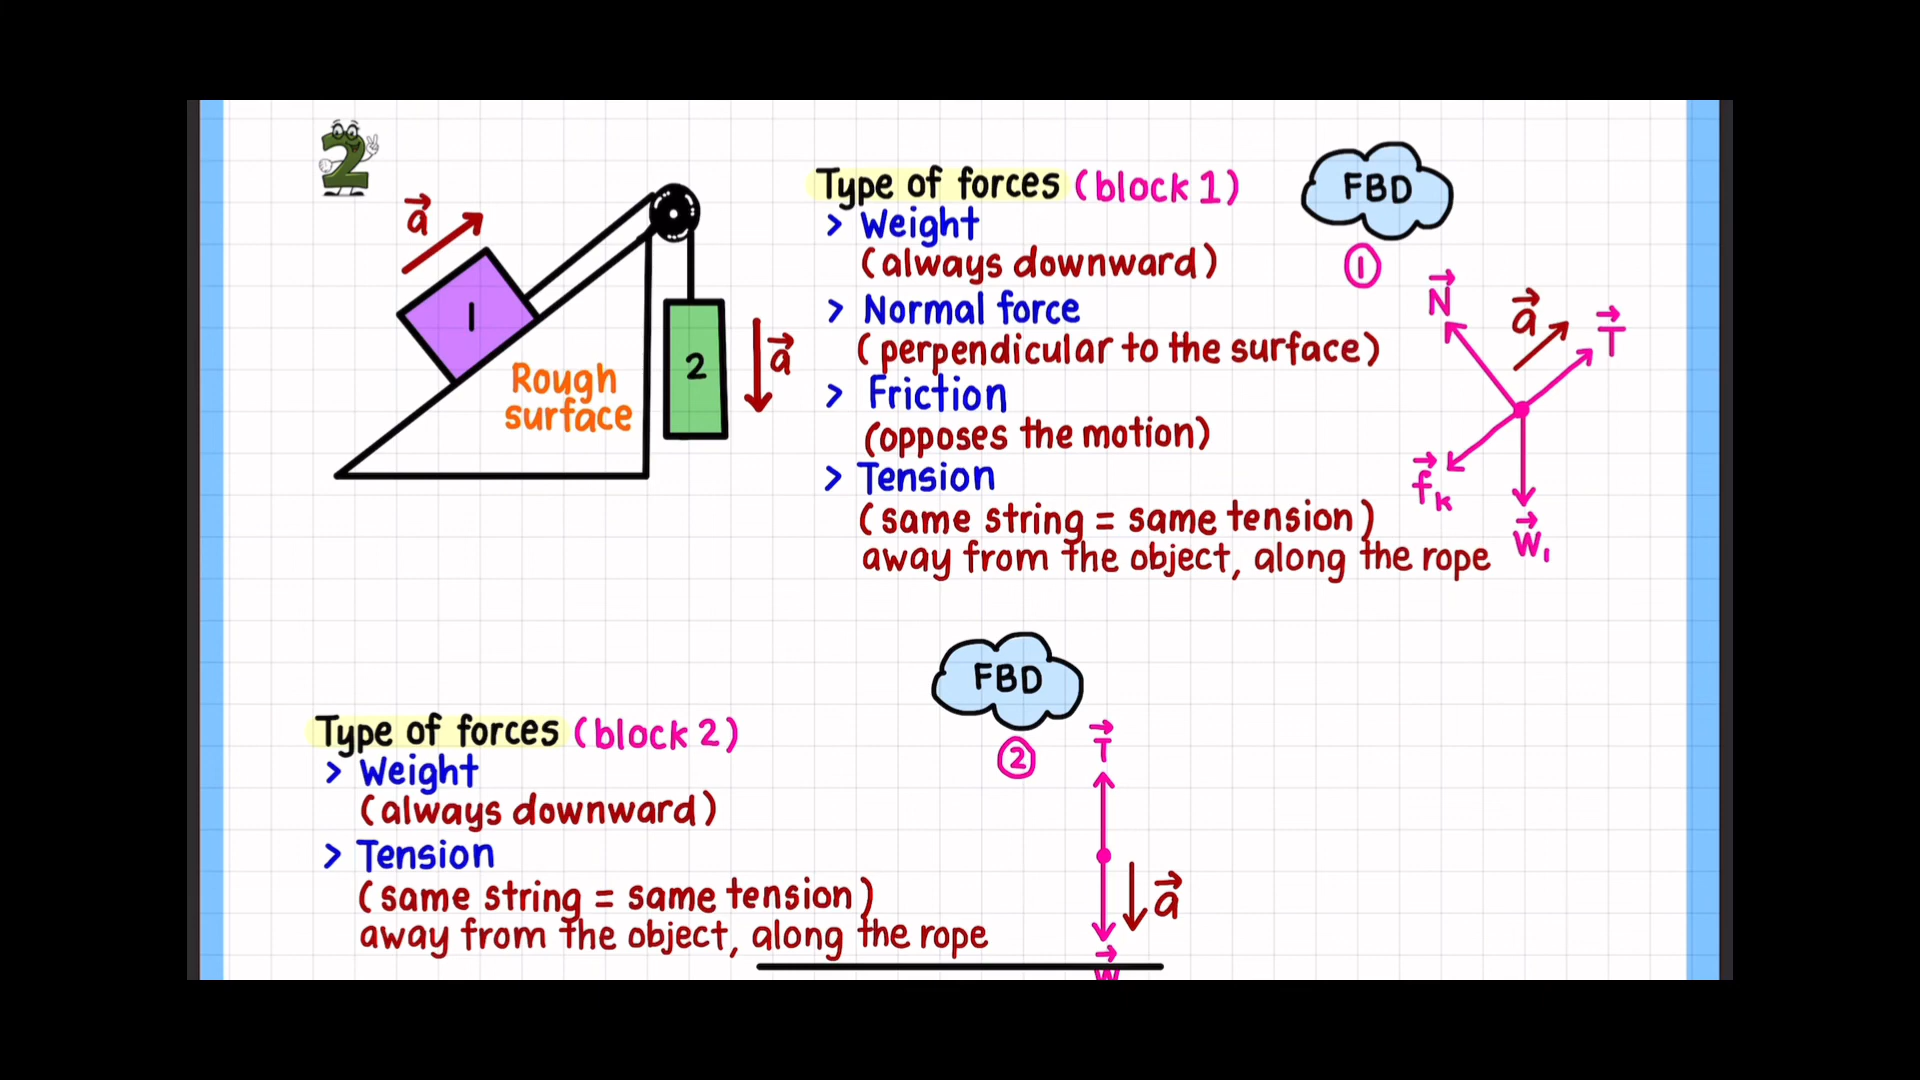 2
a
1
Rough
surface
2
a
Type of forces (block 1)
> Weight
(always downward)
> Normal force
(perpendicular to the surface)
> Friction
(opposes the motion)
> Tension
(same string = same tension)
away from the object, along the rope
FBD
①
N
a
T
fk
W₁
Type of forces (block 2)
> Weight
(always downward)
> Tension
(same string = same tension)
away from the object, along the rope
FBD
②
T
a